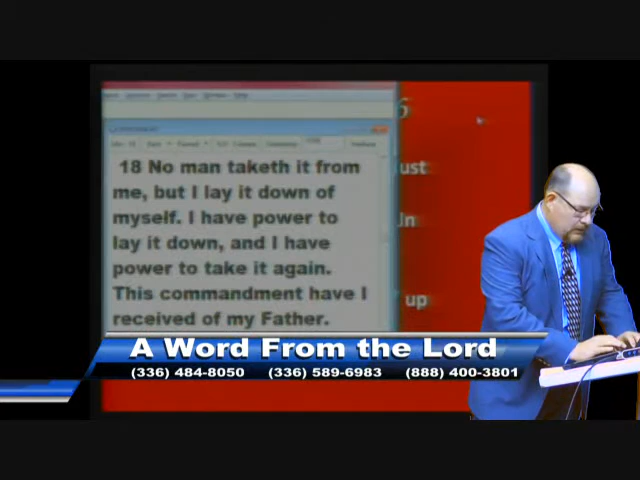 6
18 No man taketh it from
me, but I lay it down of
myself. I have power to
lay it down, and I have
power to take it again.
This commandment have I
received of my Father.
up
A Word From the Lord
(336) 484-8050 (336) 589-6983 (888) 400-3801